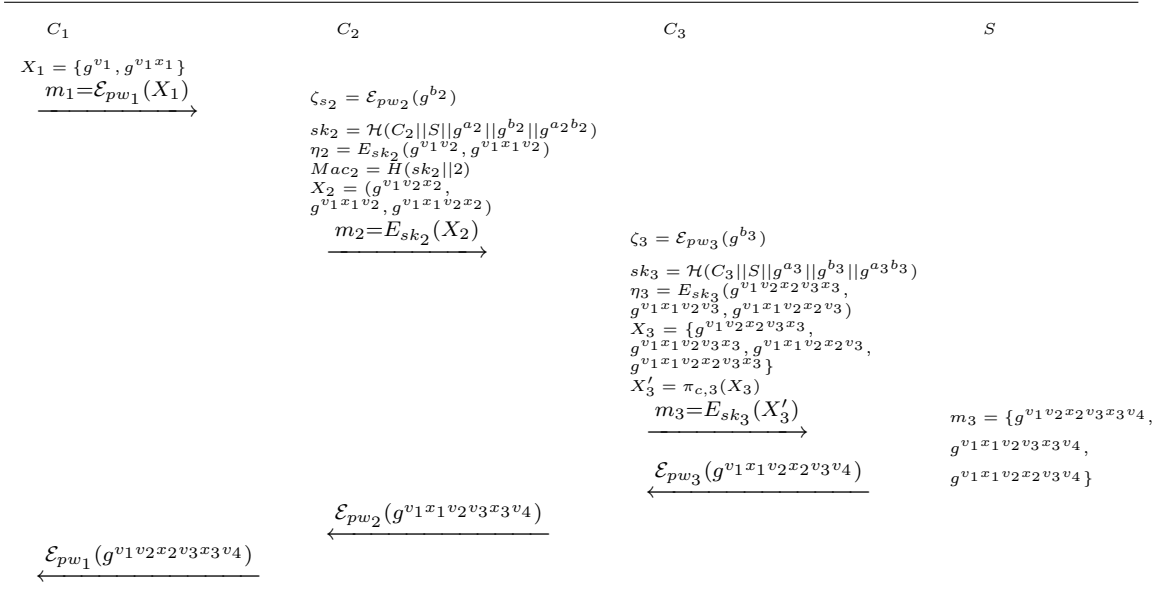 C₁ C₂ C₃ S
X₁ = {g^{v₁}, g^{v₁x₁}}
m₁=ℰ_{pw₁}(X₁)
ζ_{s₂} = ℰ_{pw₂}(g^{b₂})
sk₂ = ℋ(C₂||S||g^{a₂}||g^{b₂}||g^{a₂b₂})
η₂ = E_{sk₂}(g^{v₁v₂}, g^{v₁x₁v₂})
Mac₂ = H(sk₂||2)
X₂ = (g^{v₁v₂x₂},
g^{v₁x₁v₂}, g^{v₁x₁v₂x₂})
m₂=E_{sk₂}(X₂)
ζ₃ = ℰ_{pw₃}(g^{b₃})
sk₃ = ℋ(C₃||S||g^{a₃}||g^{b₃}||g^{a₃b₃})
η₃ = E_{sk₃}(g^{v₁v₂x₂v₃x₃},
g^{v₁x₁v₂v₃}, g^{v₁x₁v₂x₂v₃})
X₃ = {g^{v₁v₂x₂v₃x₃},
g^{v₁x₁v₂v₃x₃}, g^{v₁x₁v₂x₂v₃},
g^{v₁x₁v₂x₂v₃x₃}}
X′₃ = π_{c,3}(X₃)
m₃=E_{sk₃}(X′₃)
m₃ = {g^{v₁v₂x₂v₃x₃v₄},
g^{v₁x₁v₂v₃x₃v₄},
g^{v₁x₁v₂x₂v₃v₄}}
ℰ_{pw₃}(g^{v₁x₁v₂x₂v₃v₄})
ℰ_{pw₂}(g^{v₁x₁v₂v₃x₃v₄})
ℰ_{pw₁}(g^{v₁v₂x₂v₃x₃v₄})